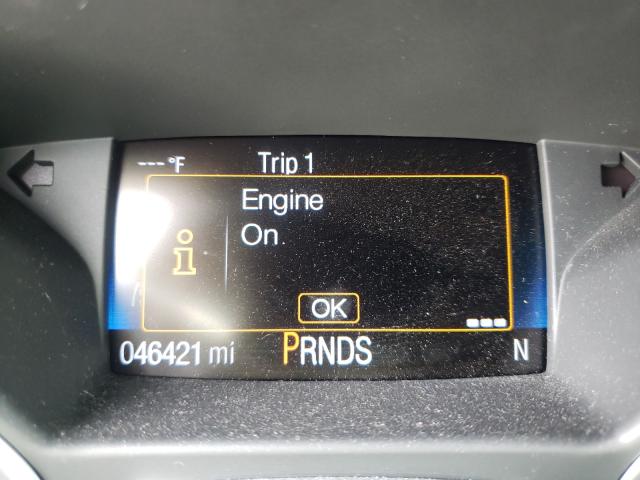 ---°F Trip 1
Engine
On
i
OK
046421 mi PRNDS N